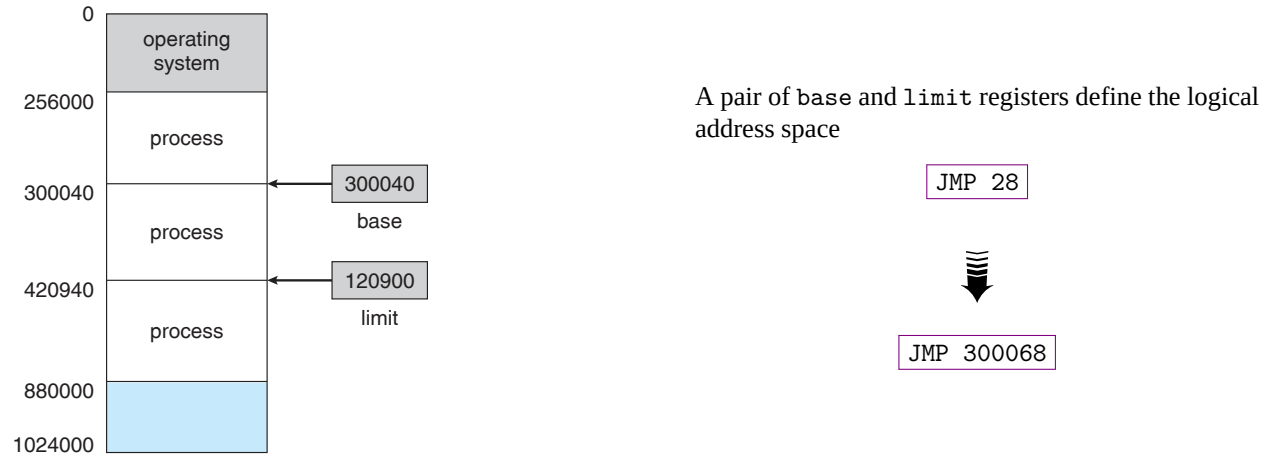 0
operating
system
256000
process
300040
300040
base
process
420940
120900
limit
process
880000
1024000
A pair of base and limit registers define the logical
address space
JMP 28
JMP 300068